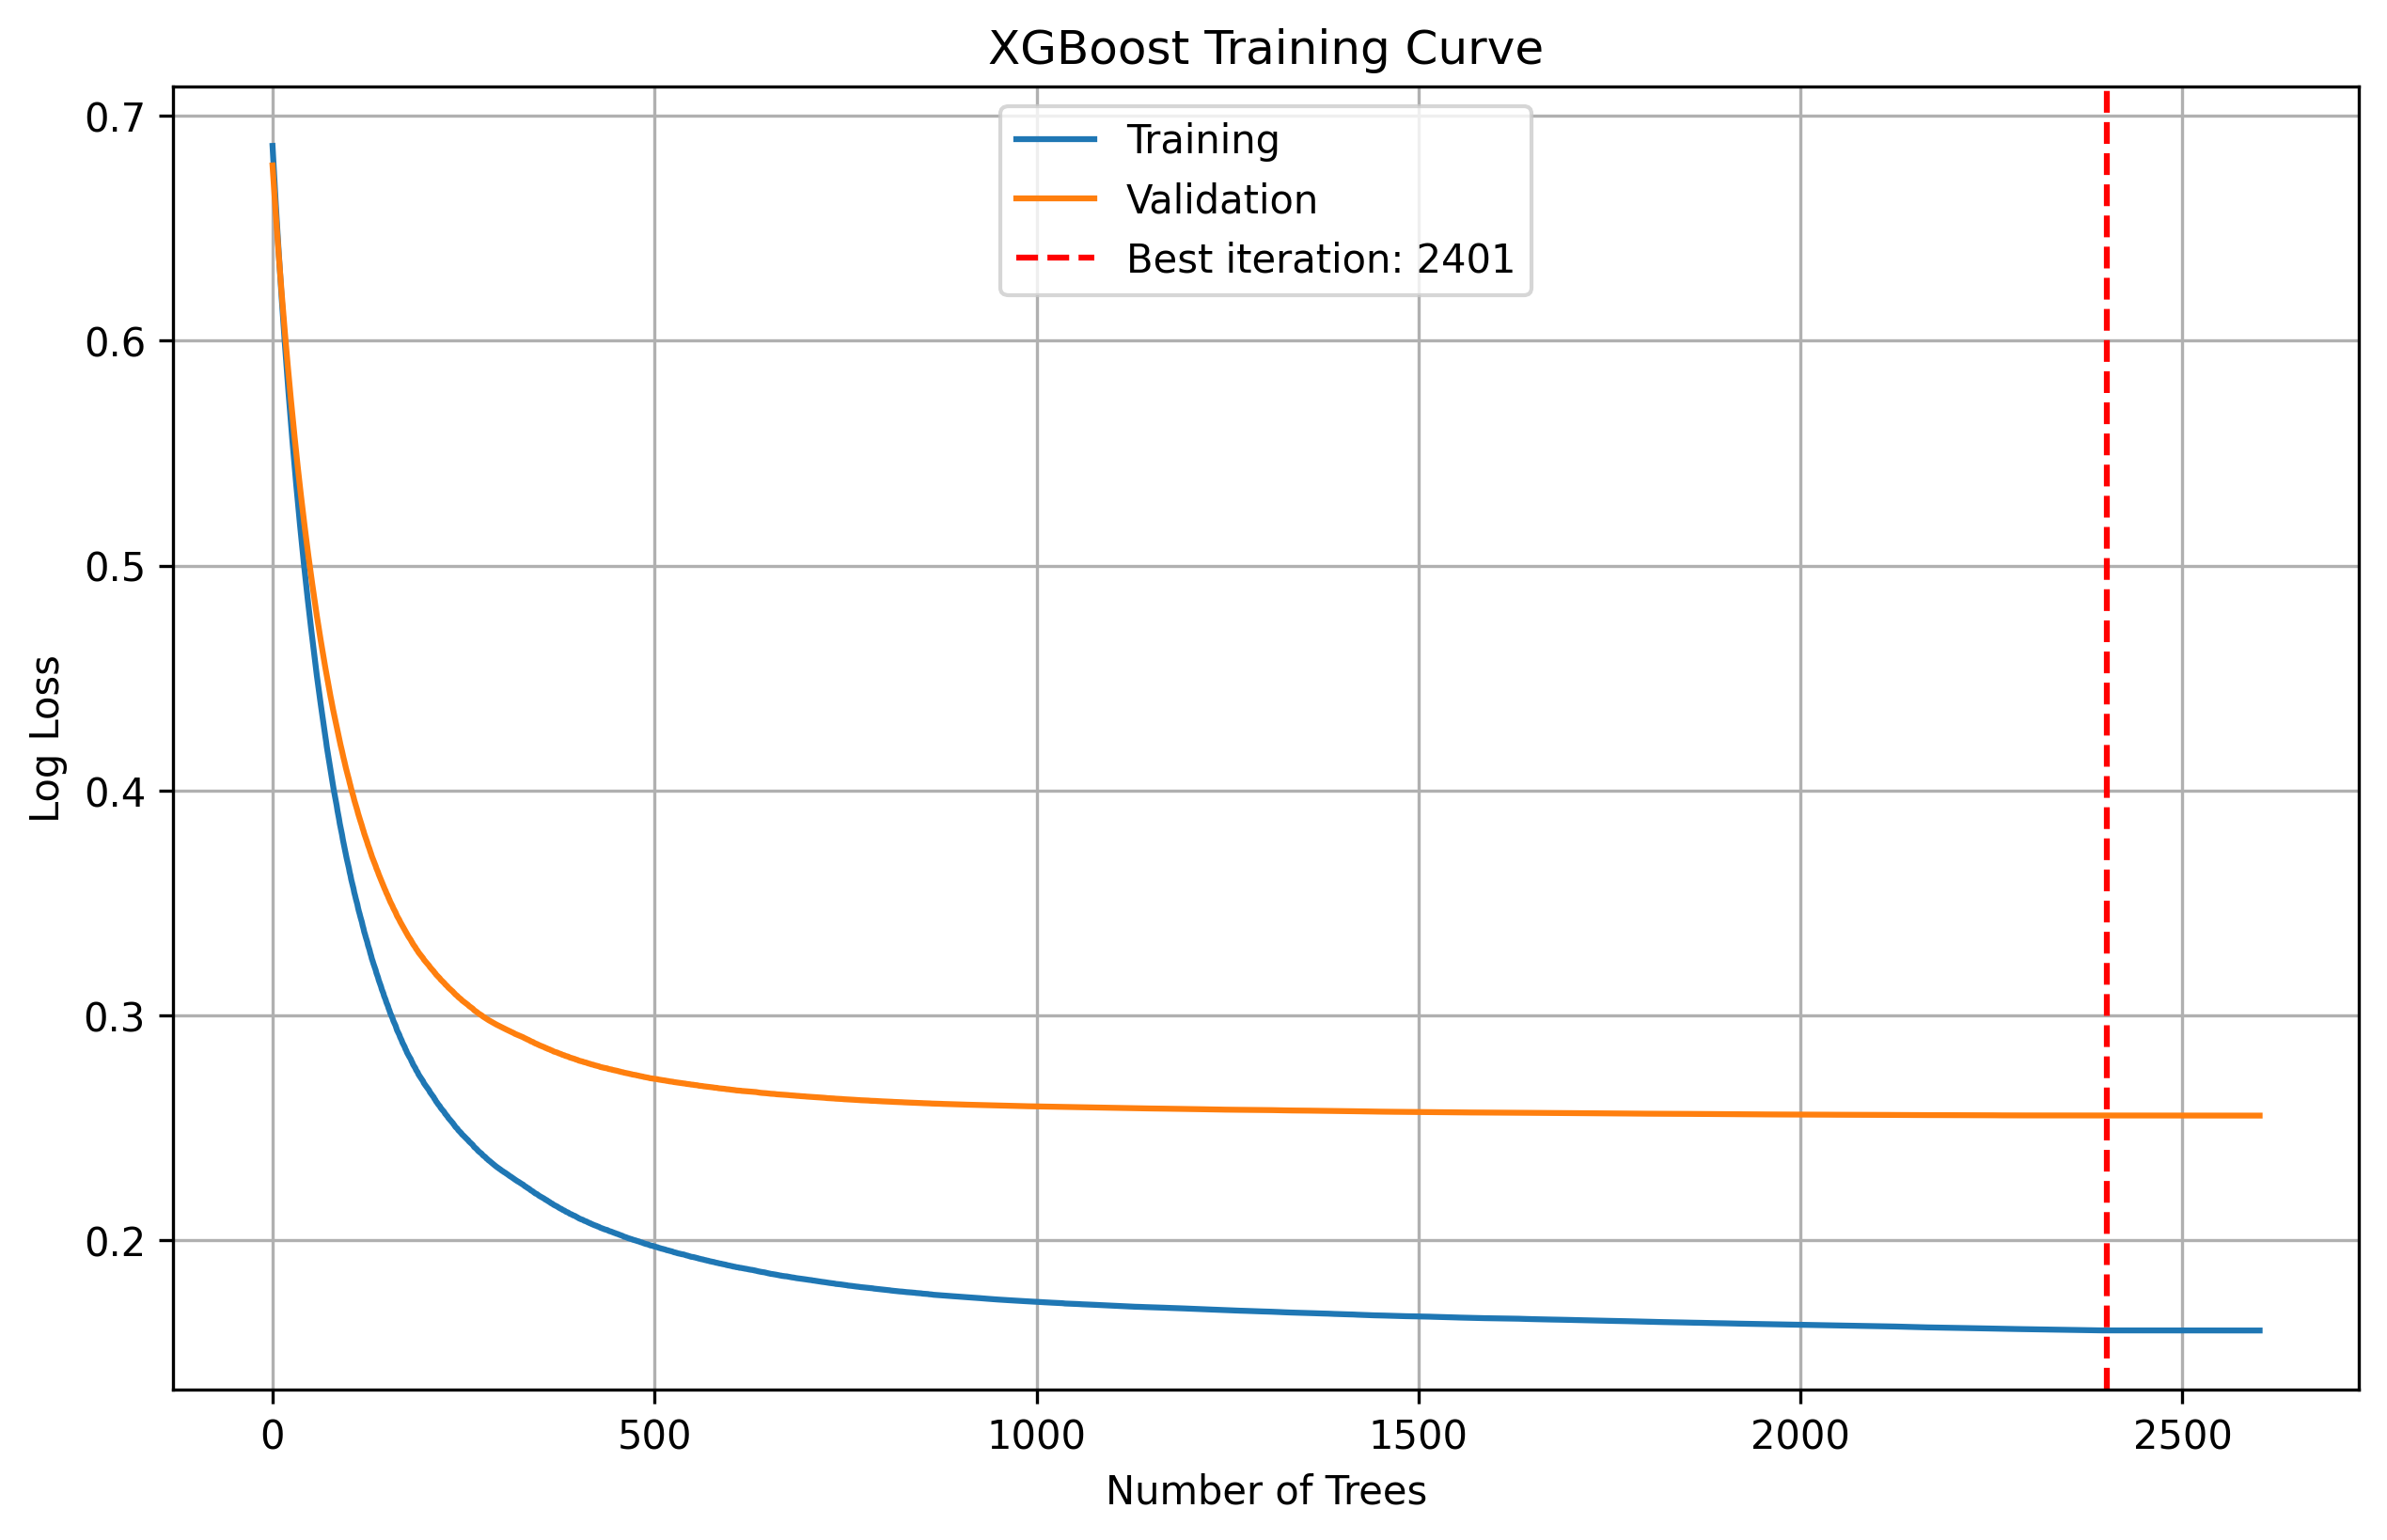 XGBoost Training Curve
Training
Validation
Best iteration: 2401
Log Loss
0.7
0.6
0.5
0.4
0.3
0.2
0 500 1000 1500 2000 2500
Number of Trees